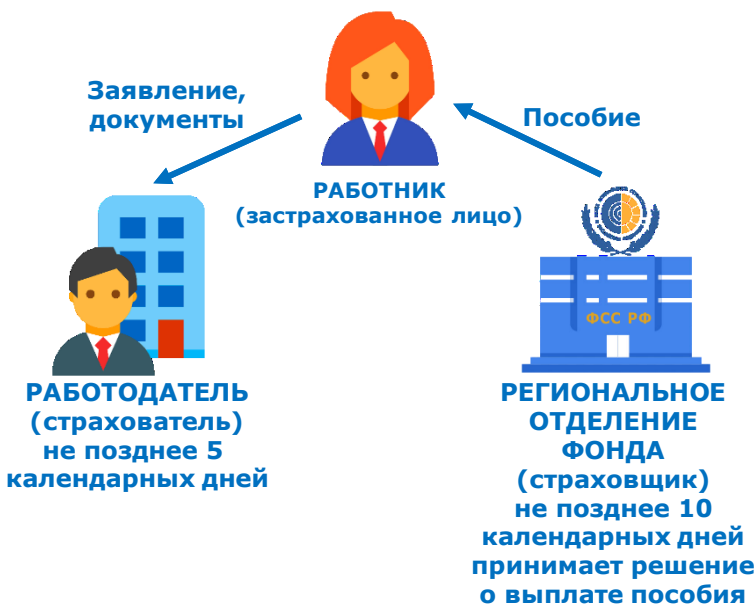 Заявление,
документы
Пособие
РАБОТНИК
(застрахованное лицо)
ФСС РФ
РАБОТОДАТЕЛЬ
(страхователь)
не позднее 5
календарных дней
РЕГИОНАЛЬНОЕ
ОТДЕЛЕНИЕ
ФОНДА
(страховщик)
не позднее 10
календарных дней
принимает решение
о выплате пособия